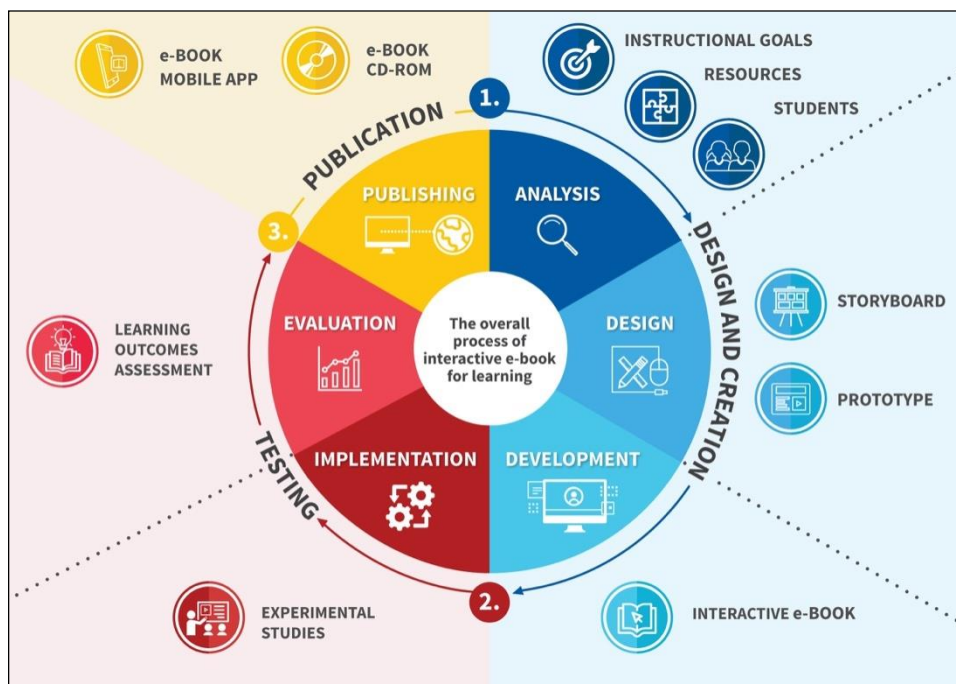 e-BOOK
MOBILE APP
e-BOOK
CD-ROM
INSTRUCTIONAL GOALS
RESOURCES
STUDENTS
1.
PUBLICATION
PUBLISHING
ANALYSIS
3.
DESIGN AND CREATION
EVALUATION
The overall
process of
interactive e-book
for learning
DESIGN
STORYBOARD
LEARNING
OUTCOMES
ASSESSMENT
PROTOTYPE
TESTING
IMPLEMENTATION
DEVELOPMENT
2.
EXPERIMENTAL
STUDIES
INTERACTIVE e-BOOK